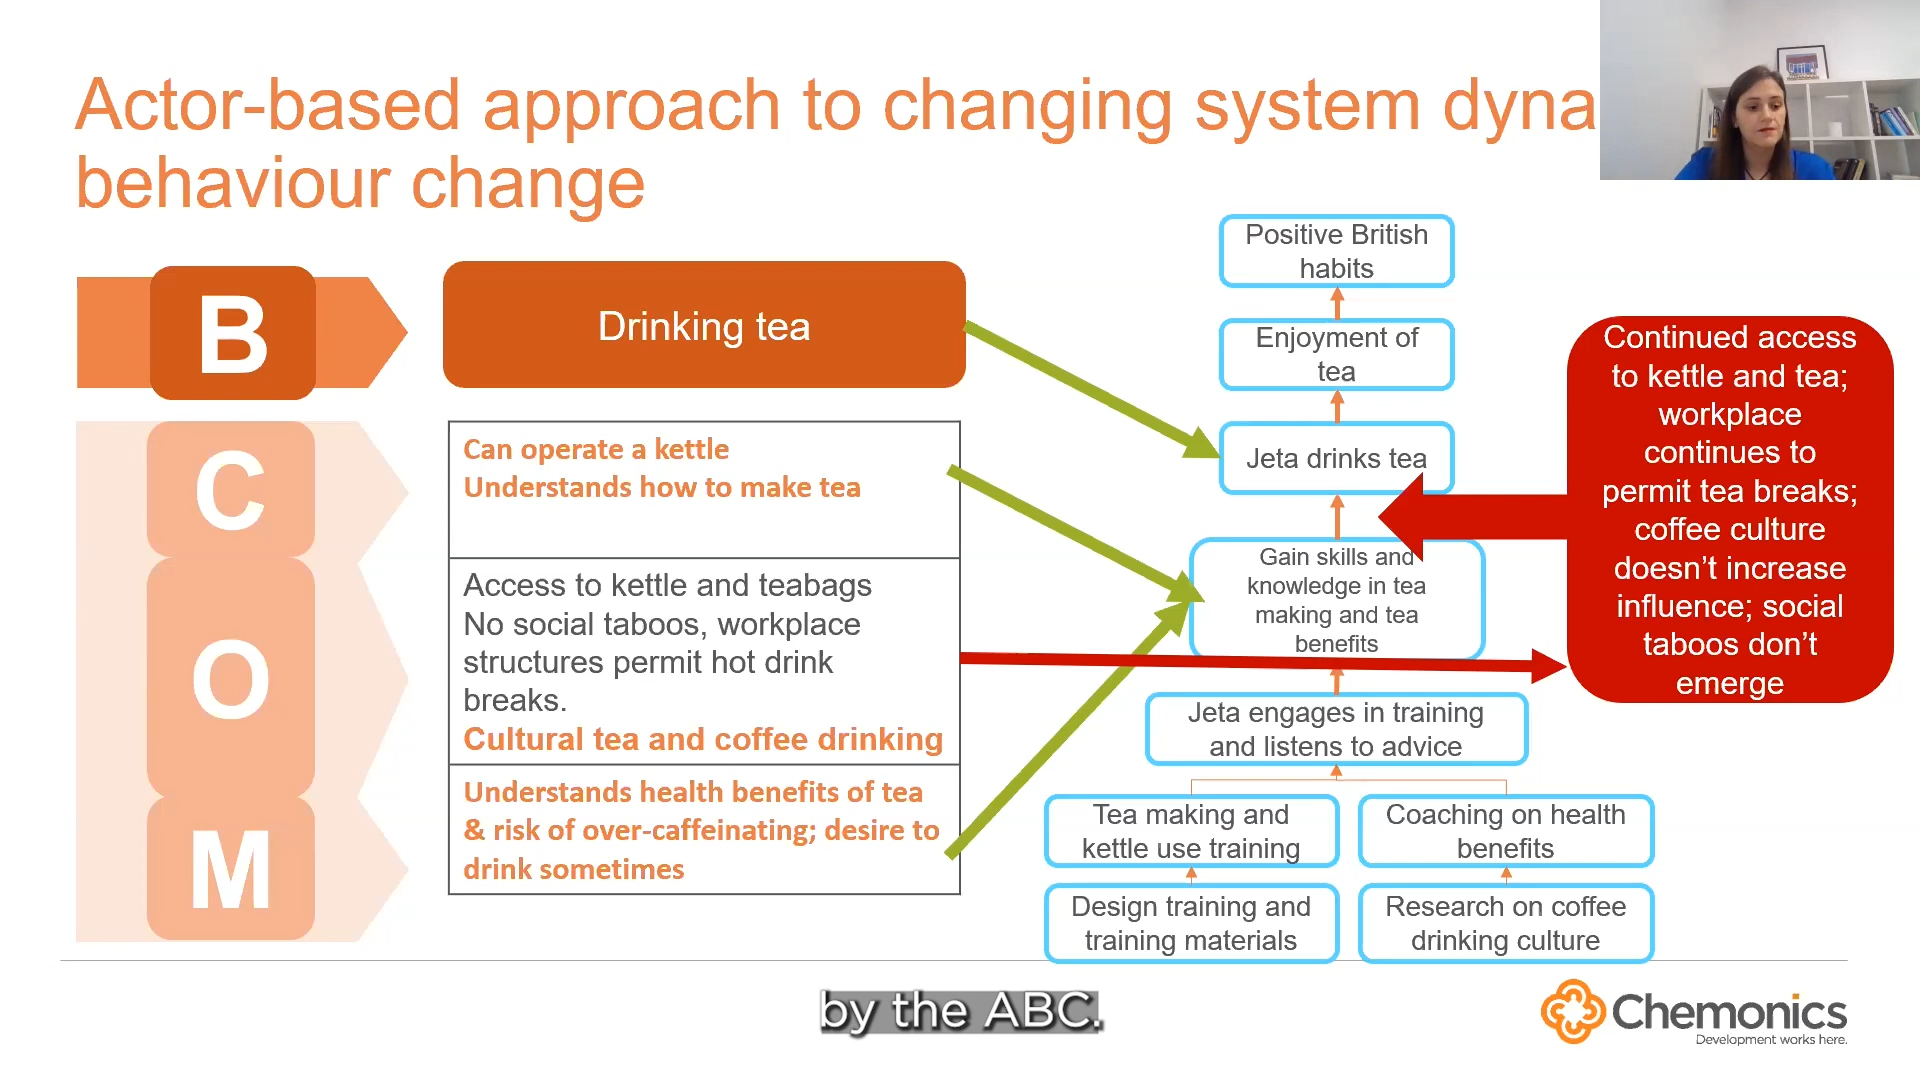 Actor-based approach to changing system dyna
behaviour change
B
Drinking tea
C
Can operate a kettle
Understands how to make tea
O
Access to kettle and teabags
No social taboos, workplace
structures permit hot drink
breaks.
Cultural tea and coffee drinking
M
Understands health benefits of tea
& risk of over-caffeinating; desire to
drink sometimes
Positive British
habits
Enjoyment of
tea
Jeta drinks tea
Gain skills and
knowledge in tea
making and tea
benefits
Jeta engages in training
and listens to advice
Tea making and
kettle use training
Coaching on health
benefits
Design training and
training materials
Research on coffee
drinking culture
Continued access
to kettle and tea;
workplace
continues to
permit tea breaks;
coffee culture
doesn’t increase
influence; social
taboos don’t
emerge
by the ABC.
Chemonics
Development works here.